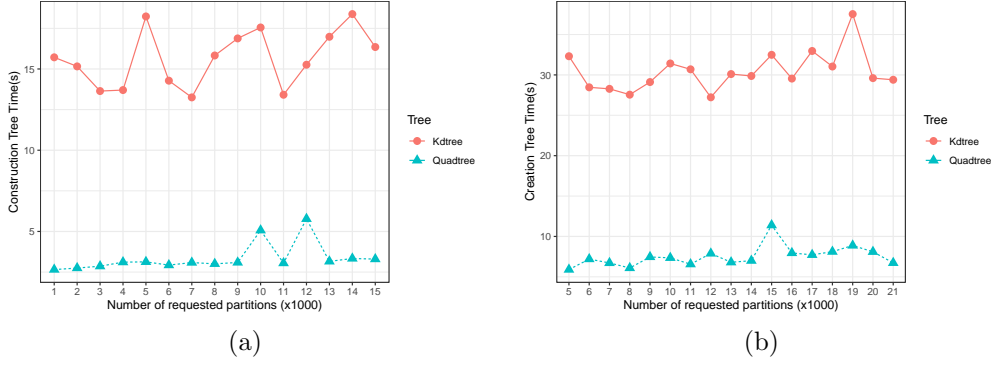 Construction Tree Time(s)
15
10
5
1 2 3 4 5 6 7 8 9 10 11 12 13 14 15
Number of requested partitions (x1000)
Tree
Kdtree
Quadtree
(a)
Creation Tree Time(s)
30
20
10
5 6 7 8 9 10 11 12 13 14 15 16 17 18 19 20 21
Number of requested partitions (x1000)
Tree
Kdtree
Quadtree
(b)